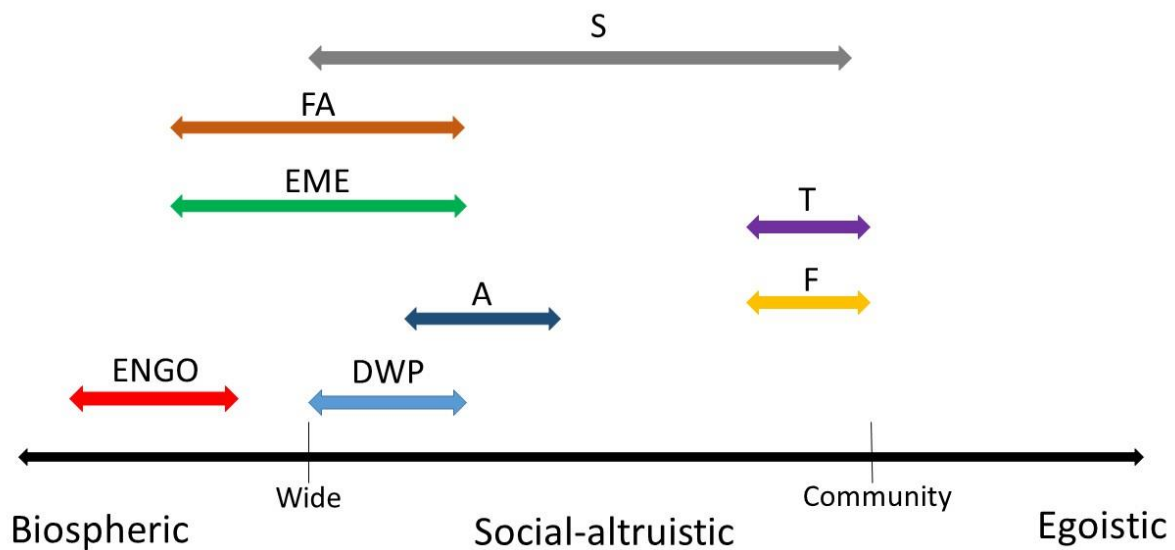 S
FA
EME
T
F
A
ENGO
DWP
Wide
Community
Biospheric
Social-altruistic
Egoistic